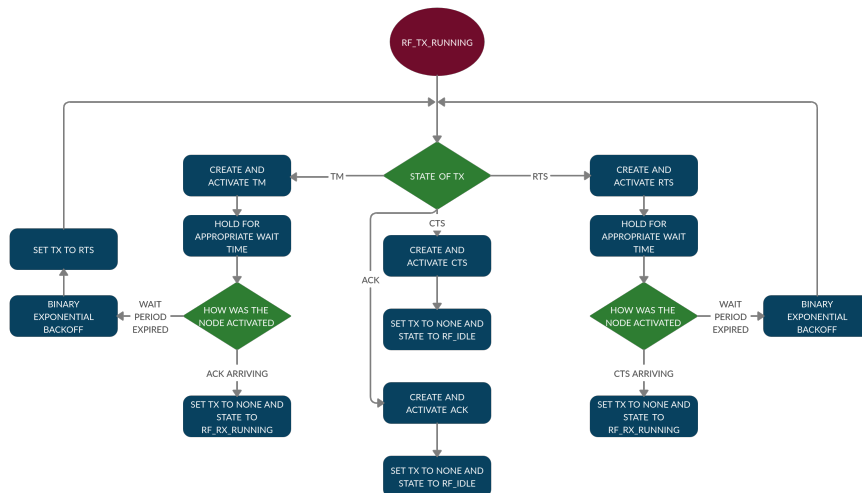 RF_TX_RUNNING
STATE OF TX
TM
CREATE AND
ACTIVATE TM
HOLD FOR
APPROPRIATE WAIT
TIME
HOW WAS THE
NODE ACTIVATED
WAIT
PERIOD
EXPIRED
BINARY
EXPONENTIAL
BACKOFF
SET TX TO RTS
ACK ARRIVING
SET TX TO NONE AND
STATE TO
RF_RX_RUNNING
CTS
CREATE AND
ACTIVATE CTS
SET TX TO NONE AND
STATE TO RF_IDLE
ACK
CREATE AND
ACTIVATE ACK
SET TX TO NONE AND
STATE TO RF_IDLE
RTS
CREATE AND
ACTIVATE RTS
HOLD FOR
APPROPRIATE WAIT
TIME
HOW WAS THE
NODE ACTIVATED
WAIT
PERIOD
EXPIRED
BINARY
EXPONENTIAL
BACKOFF
CTS ARRIVING
SET TX TO NONE AND
STATE TO
RF_RX_RUNNING